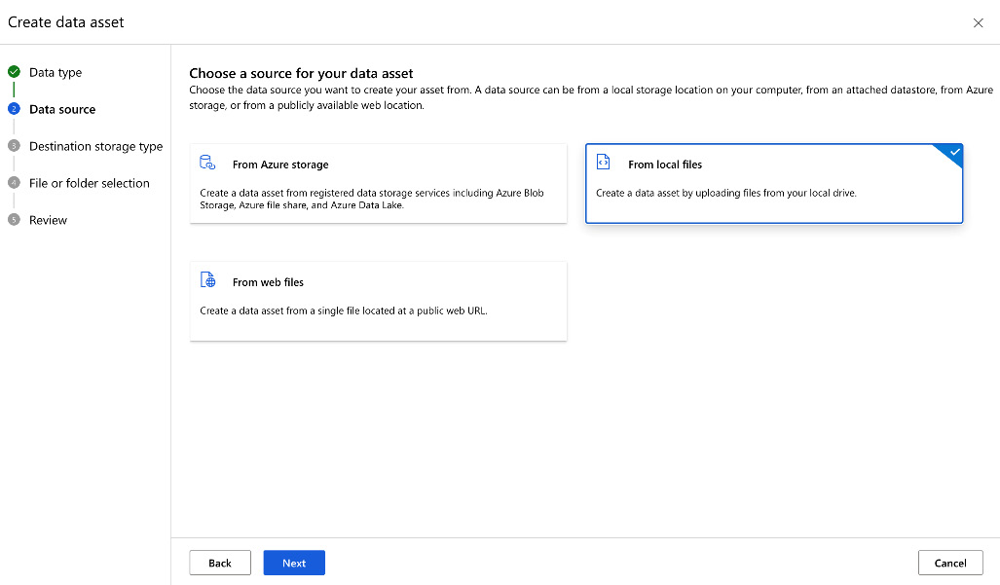 Create data asset
Data type
2 Data source
3 Destination storage type
4 File or folder selection
5 Review
Choose a source for your data asset
Choose the data source you want to create your asset from. A data source can be from a local storage location on your computer, from an attached datastore, from Azure
storage, or from a publicly available web location.
From Azure storage
Create a data asset from registered data storage services including Azure Blob
Storage, Azure file share, and Azure Data Lake.
From local files
Create a data asset by uploading files from your local drive.
From web files
Create a data asset from a single file located at a public web URL.
Back
Next
Cancel